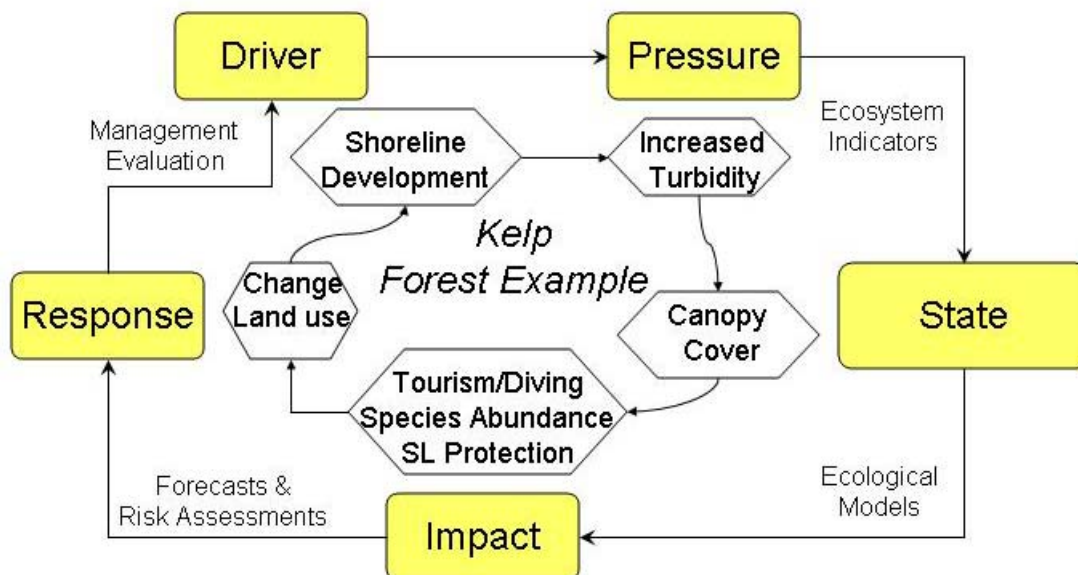 Driver
Pressure
Management
Evaluation
Ecosystem
Indicators
Shoreline
Development
Increased
Turbidity
Kelp
Forest Example
Response
Change
Land use
Canopy
Cover
State
Tourism/Diving
Species Abundance
SL Protection
Forecasts &
Risk Assessments
Impact
Ecological
Models